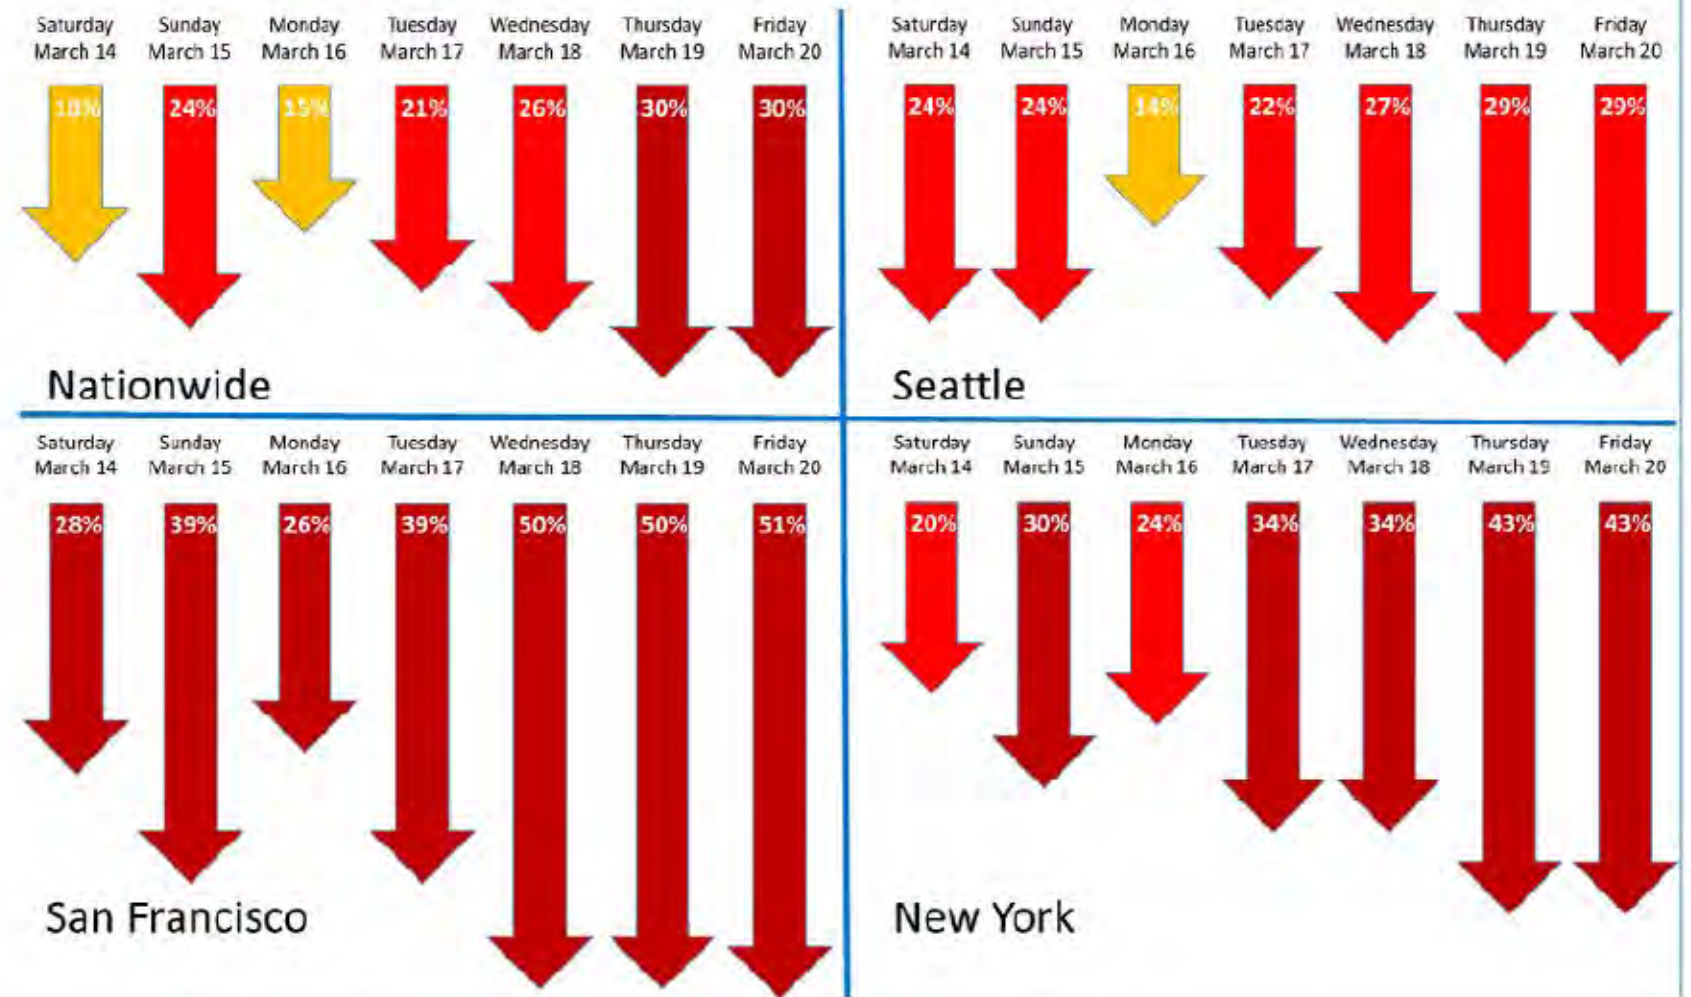 Saturday Sunday Monday Tuesday Wednesday Thursday Friday
March 14 March 15 March 16 March 17 March 18 March 19 March 20
18% 24% 15% 21% 26% 30% 30%
Nationwide
Saturday Sunday Monday Tuesday Wednesday Thursday Friday
March 14 March 15 March 16 March 17 March 18 March 19 March 20
24% 24% 14% 22% 27% 29% 29%
Seattle
Saturday Sunday Monday Tuesday Wednesday Thursday Friday
March 14 March 15 March 16 March 17 March 18 March 19 March 20
28% 39% 26% 39% 50% 50% 51%
San Francisco
Saturday Sunday Monday Tuesday Wednesday Thursday Friday
March 14 March 15 March 16 March 17 March 18 March 19 March 20
20% 30% 24% 34% 34% 43% 43%
New York